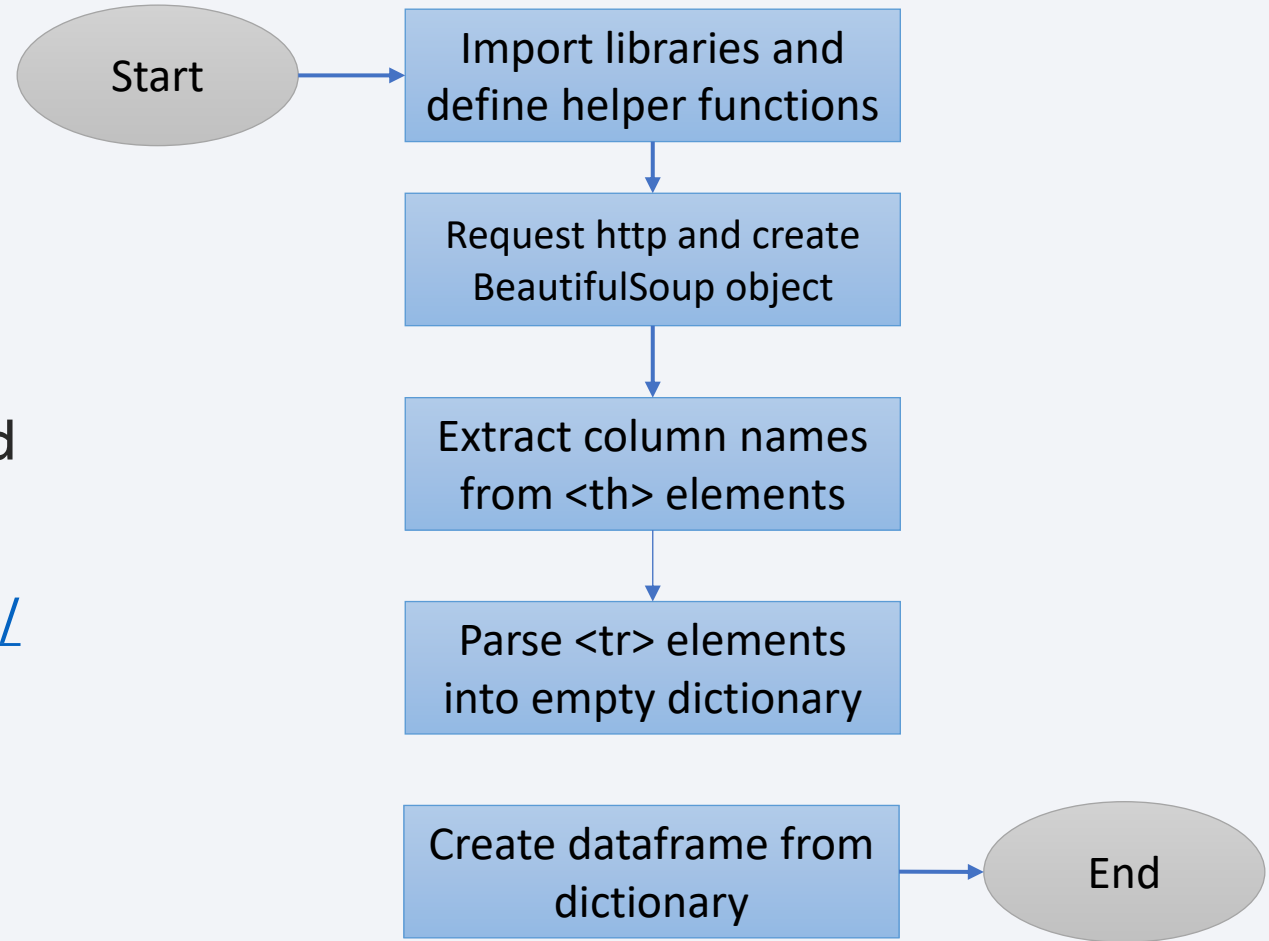 Start
Import libraries and
define helper functions
Request http and create
BeautifulSoup object
Extract column names
from <th> elements
d
/
Parse <tr> elements
into empty dictionary
Create dataframe from
dictionary
End